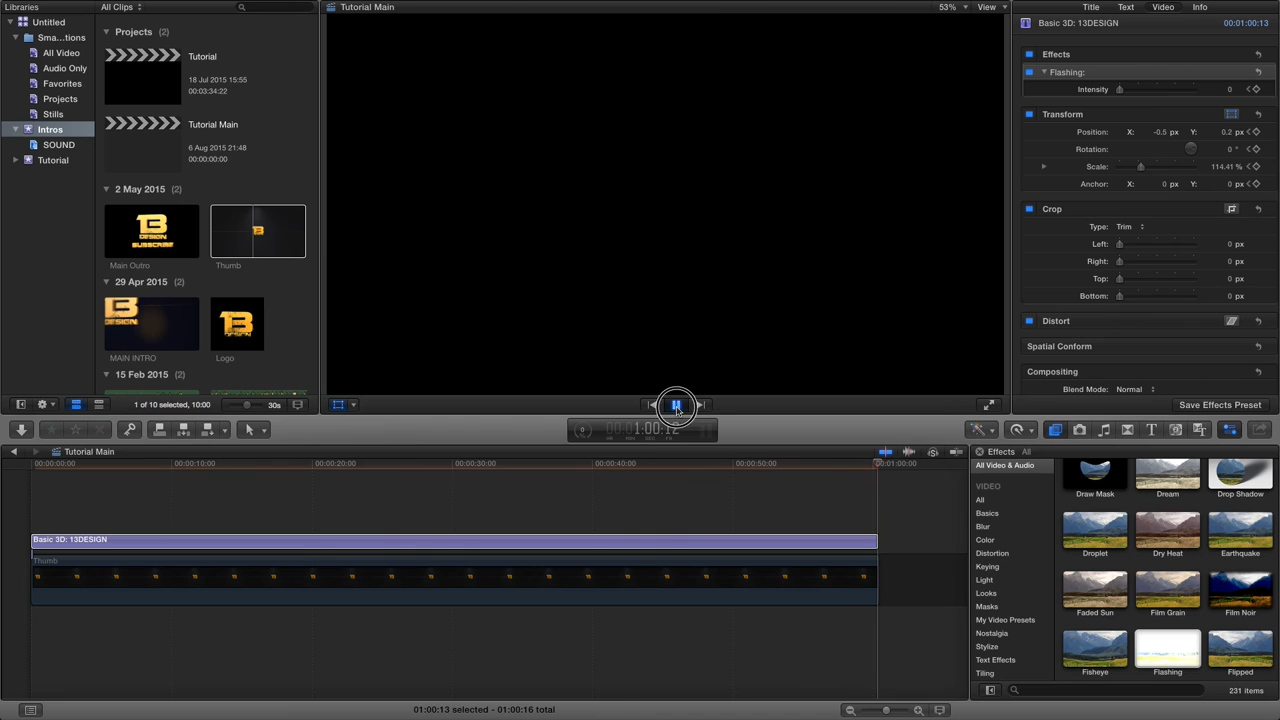 Libraries
Untitled
Sma...tions
All Video
Audio Only
Favorites
Projects
Stills
Intros
SOUND
Tutorial
All Clips
Projects (2)
Tutorial
18 Jul 2015 15:55
00:03:34:22
Tutorial Main
6 Aug 2015 21:48
00:00:00:00
2 May 2015 (2)
Main Outro
Thumb
29 Apr 2015 (2)
MAIN INTRO
Logo
15 Feb 2015 (2)
1 of 10 selected, 10:00
30s
Tutorial Main
53%
View
Title
Text
Video
Info
Basic 3D: 13DESIGN
00:01:00:13
Effects
Flashing:
Intensity
0
Transform
Position: X: -0.5 px Y: 0.2 px
Rotation: 0 °
Scale: 114.41 %
Anchor: X: 0 px Y: 0 px
Crop
Type: Trim
Left: 0 px
Right: 0 px
Top: 0 px
Bottom: 0 px
Distort
Spatial Conform
Compositing
Blend Mode: Normal
Save Effects Preset
1:00:12
Tutorial Main
00:00:00:00
00:00:10:00
00:00:20:00
00:00:30:00
00:00:40:00
00:00:50:00
00:01:00:00
Basic 3D: 13DESIGN
Thumb
Effects All
All Video & Audio
VIDEO
All
Basics
Blur
Color
Distortion
Keying
Light
Looks
Masks
My Video Presets
Nostalgia
Stylize
Text Effects
Tiling
Draw Mask
Dream
Drop Shadow
Droplet
Dry Heat
Earthquake
Faded Sun
Film Grain
Film Noir
Fisheye
Flashing
Flipped
231 items
01:00:13 selected - 01:00:16 total